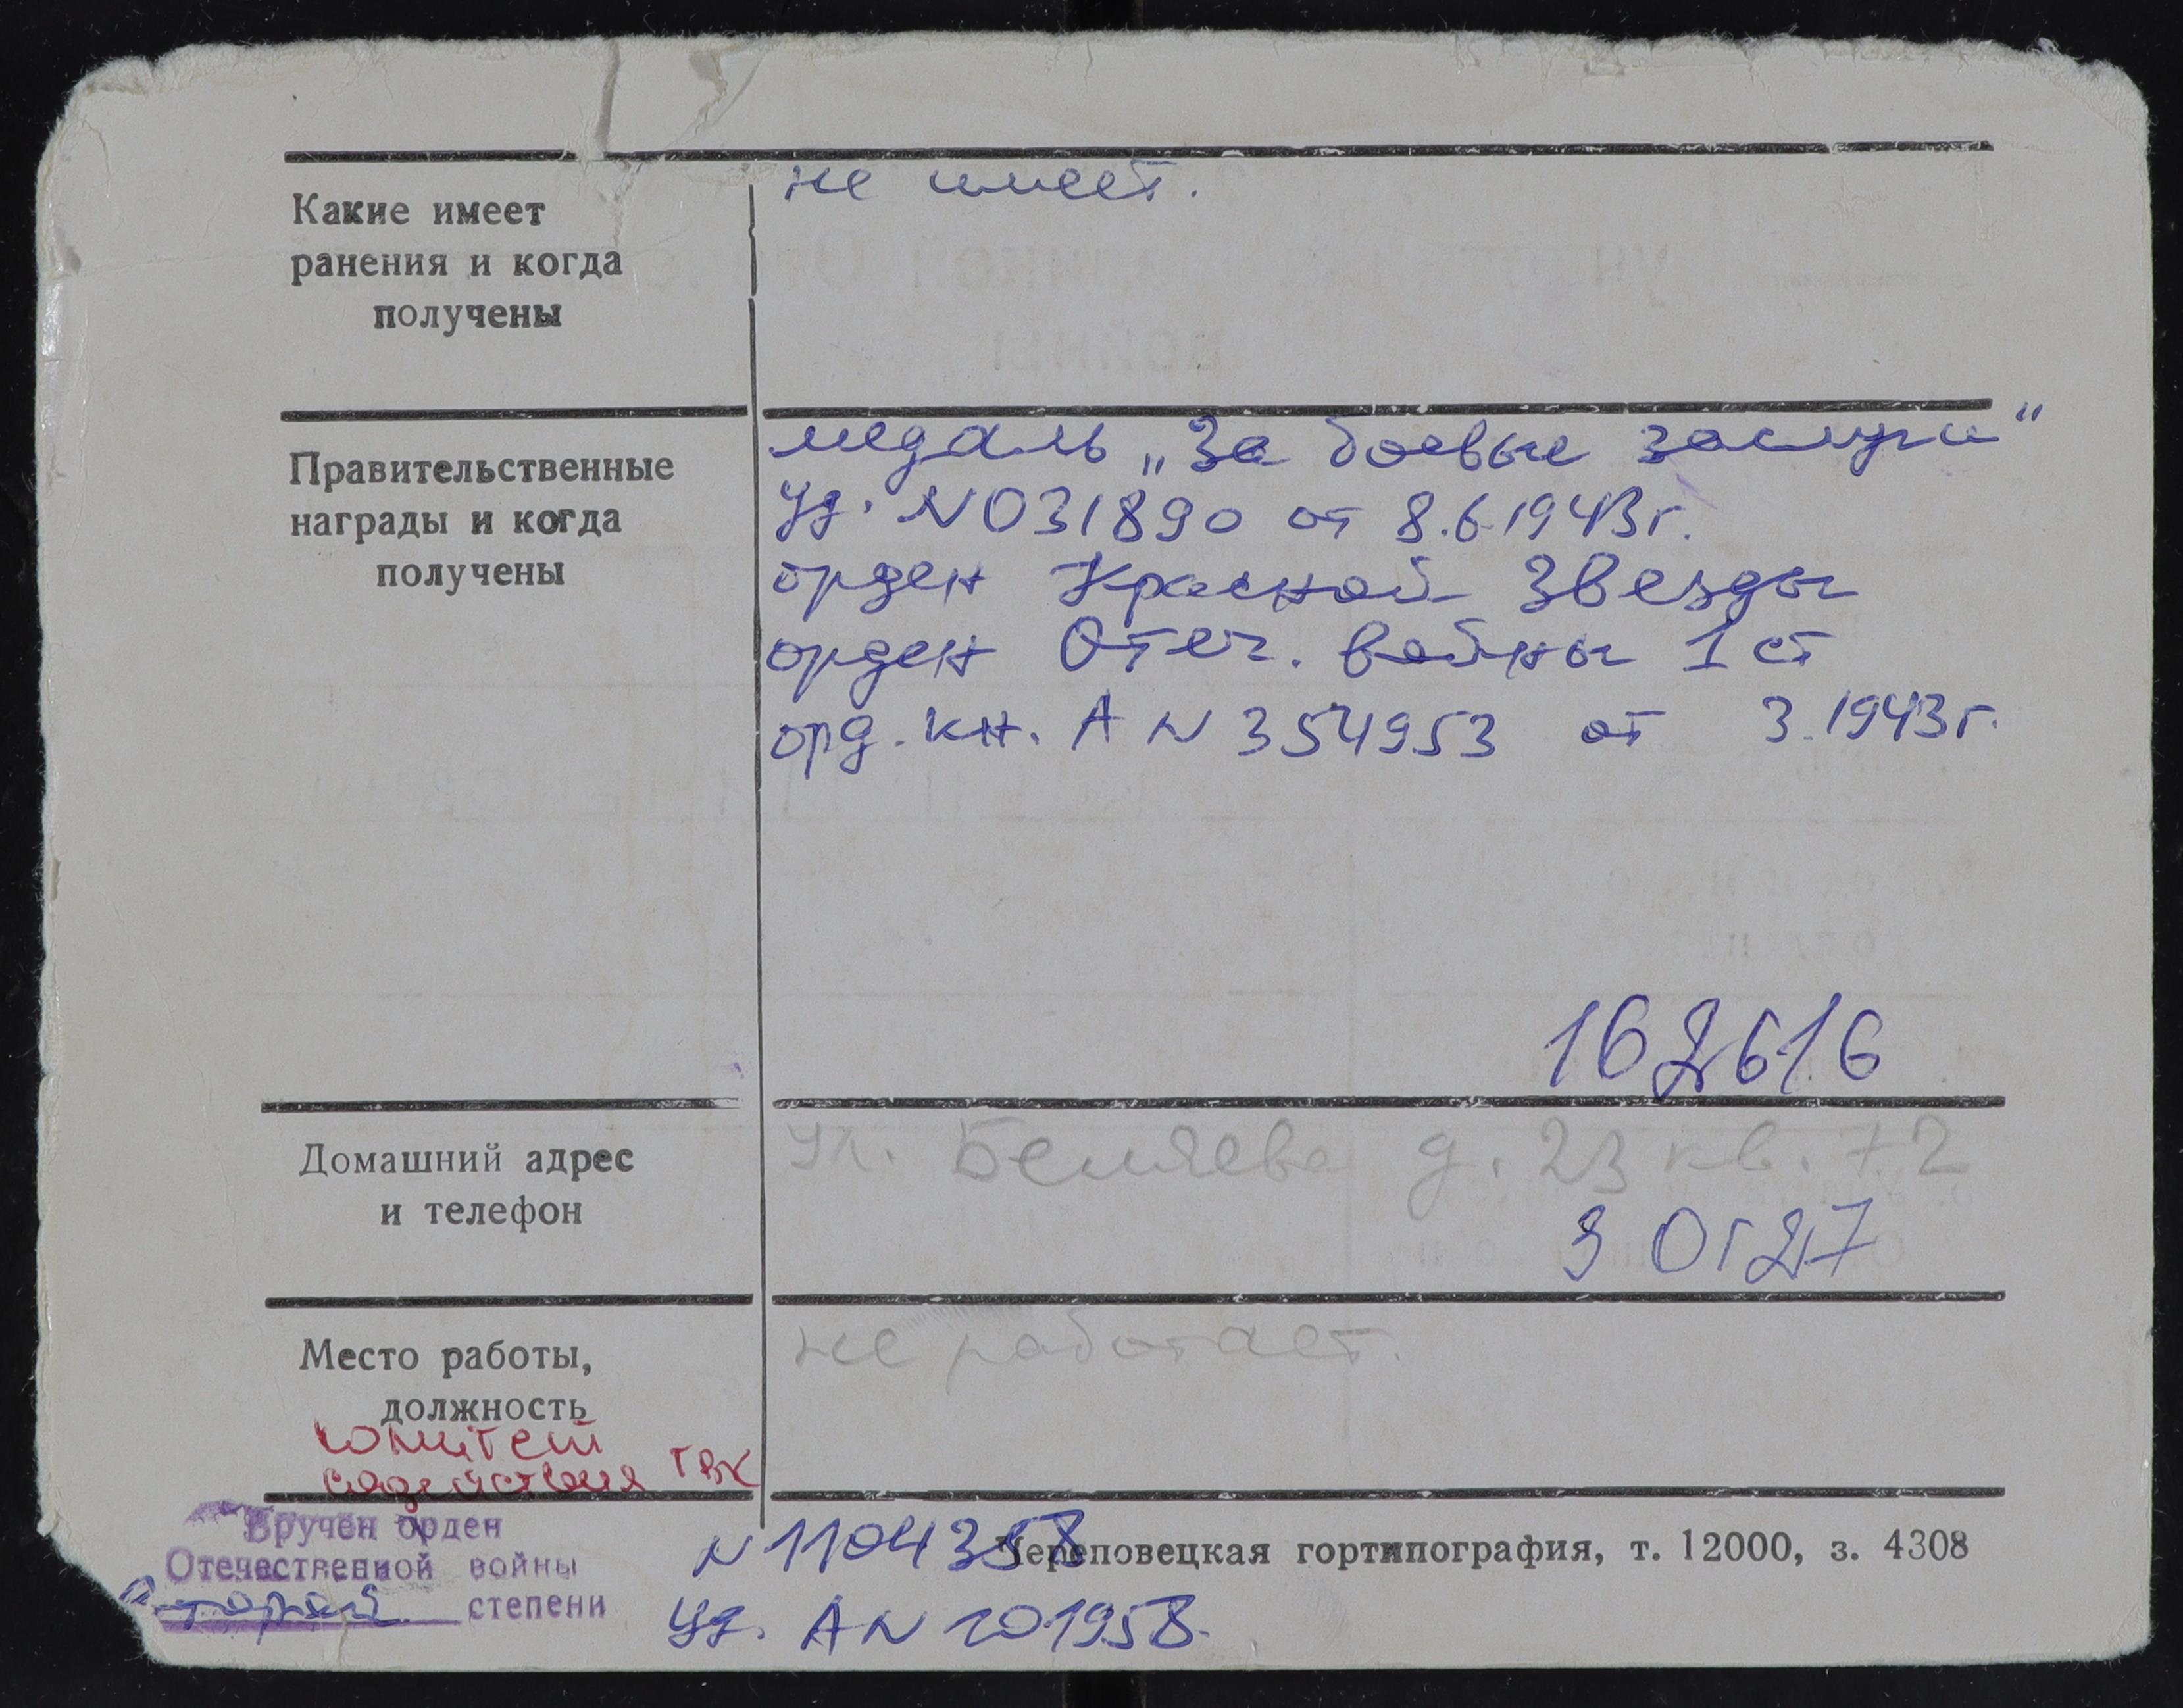 не имеет.
Какие имеет
ранения и когда
получены
медаль „За боевые заслуги“
Правительственные
награды и когда
получены
уд. N 031890 от 8.6.1943г.
орден Красной Звезды
орден Отеч. войны 1 ст
орд. кн. А N 354953 от 3.1943г.
162616
Домашний адрес
и телефон
ул. Беляева д. 23 кв. 72
3 01 27
Место работы,
должность
не работает.
комитет
содействия ГВК
Вручен орден
Отечественной войны
второй степени
N 1104358
Череповецкая гортипография, т. 12000, з. 4308
уд. А N 201958.